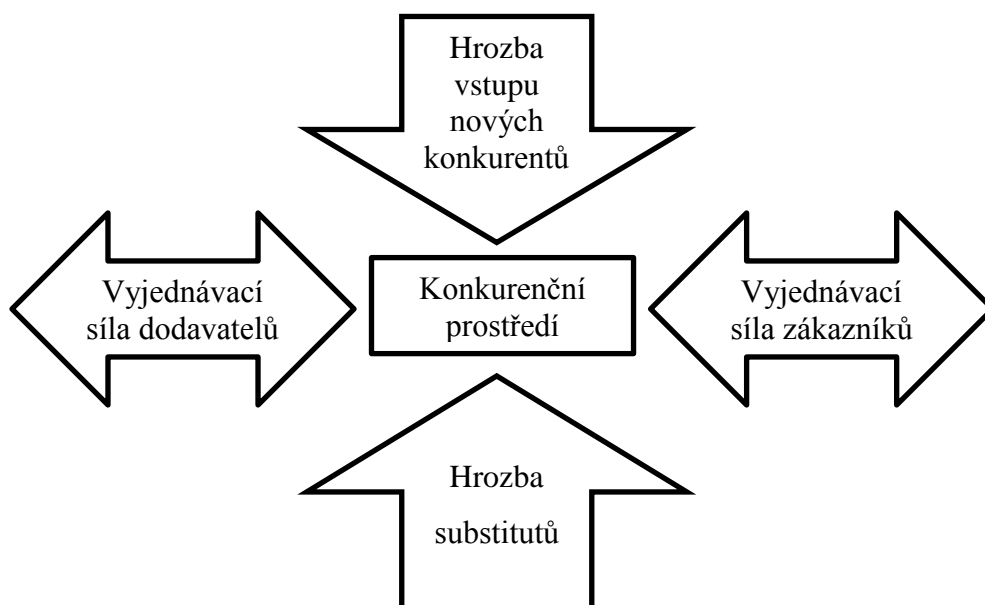 Hrozba
vstupu
nových
konkurentů
Vyjednávací
síla dodavatelů
Konkurenční
prostředí
Vyjednávací
síla zákazníků
Hrozba
substitutů